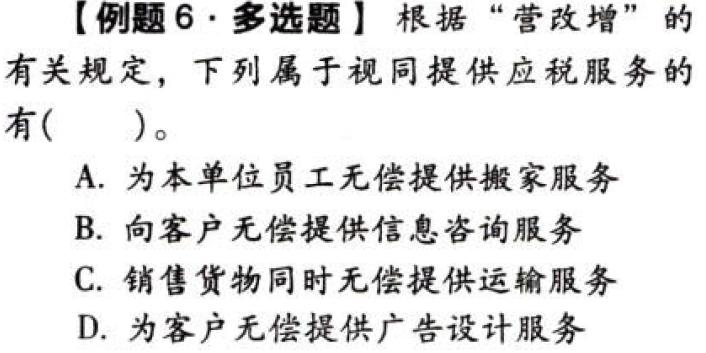 【例题6·多选题】 根据“营改增”的
有关规定，下列属于视同提供应税服务的
有(　　)。
A. 为本单位员工无偿提供搬家服务
B. 向客户无偿提供信息咨询服务
C. 销售货物同时无偿提供运输服务
D. 为客户无偿提供广告设计服务